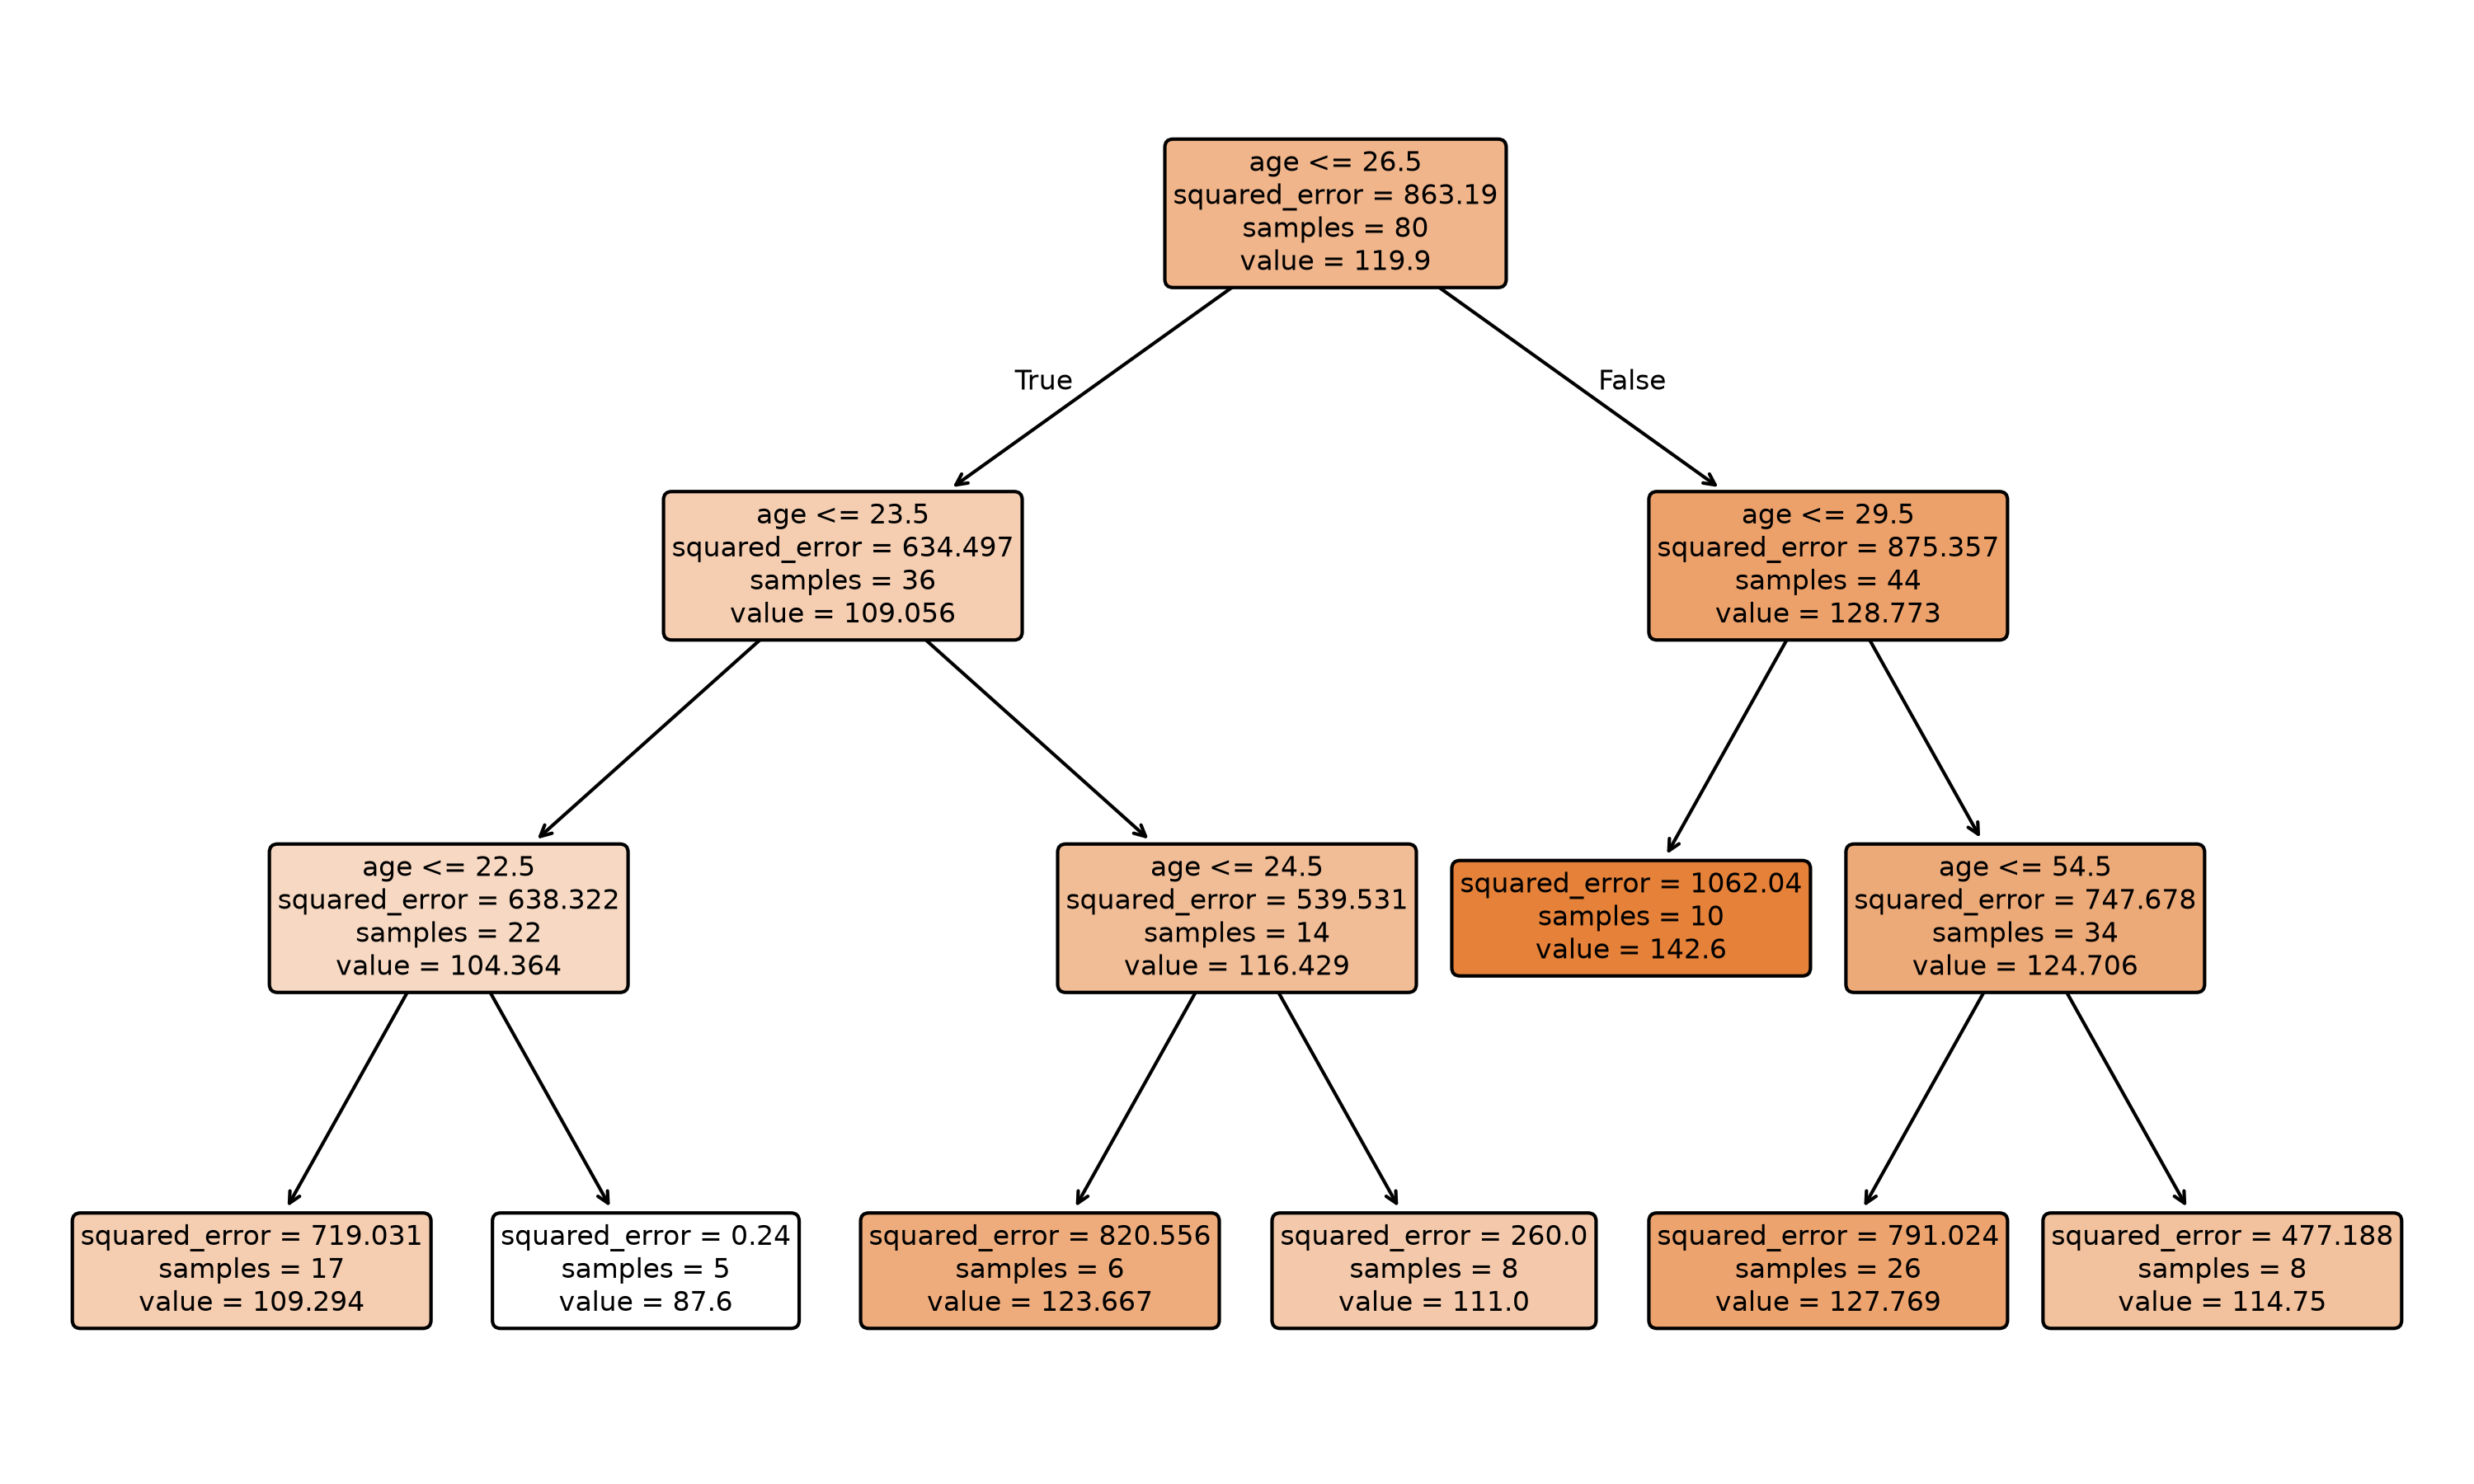 age <= 26.5
squared_error = 863.19
samples = 80
value = 119.9
True
False
age <= 23.5
squared_error = 634.497
samples = 36
value = 109.056
age <= 29.5
squared_error = 875.357
samples = 44
value = 128.773
age <= 22.5
squared_error = 638.322
samples = 22
value = 104.364
age <= 24.5
squared_error = 539.531
samples = 14
value = 116.429
squared_error = 1062.04
samples = 10
value = 142.6
age <= 54.5
squared_error = 747.678
samples = 34
value = 124.706
squared_error = 719.031
samples = 17
value = 109.294
squared_error = 0.24
samples = 5
value = 87.6
squared_error = 820.556
samples = 6
value = 123.667
squared_error = 260.0
samples = 8
value = 111.0
squared_error = 791.024
samples = 26
value = 127.769
squared_error = 477.188
samples = 8
value = 114.75